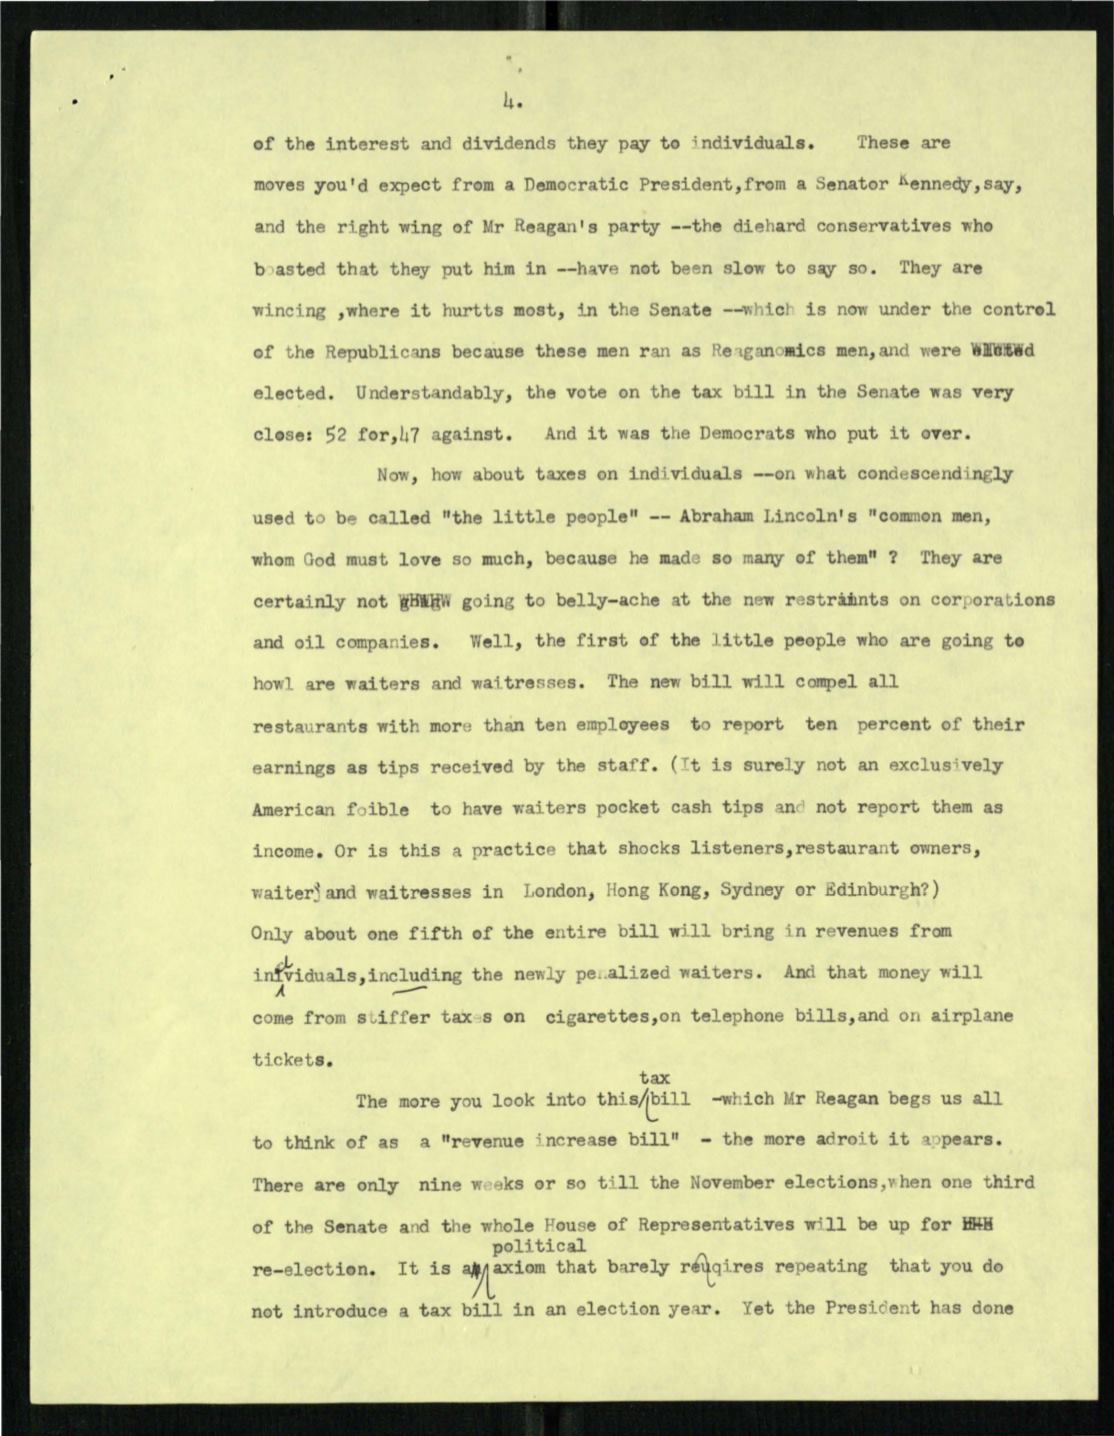 4.
of the interest and dividends they pay to individuals. These are
moves you'd expect from a Democratic President,from a Senator Kennedy,say,
and the right wing of Mr Reagan's party --the diehard conservatives who
boasted that they put him in --have not been slow to say so. They are
wincing ,where it hurtts most, in the Senate --which is now under the control
of the Republicans because these men ran as Reaganomics men,and were
elected. Understandably, the vote on the tax bill in the Senate was very
close: 52 for,47 against. And it was the Democrats who put it over.
Now, how about taxes on individuals --on what condescendingly
used to be called "the little people" -- Abraham Lincoln's "common men,
whom God must love so much, because he made so many of them" ? They are
certainly not going to belly-ache at the new restraints on corporations
and oil companies. Well, the first of the little people who are going to
howl are waiters and waitresses. The new bill will compel all
restaurants with more than ten employees to report ten percent of their
earnings as tips received by the staff. (It is surely not an exclusively
American foible to have waiters pocket cash tips and not report them as
income. Or is this a practice that shocks listeners,restaurant owners,
waiters and waitresses in London, Hong Kong, Sydney or Edinburgh?)
Only about one fifth of the entire bill will bring in revenues from
individuals,including the newly penalized waiters. And that money will
come from stiffer taxes on cigarettes,on telephone bills,and on airplane
tickets.
tax
The more you look into this bill -which Mr Reagan begs us all
to think of as a "revenue increase bill" - the more adroit it appears.
There are only nine weeks or so till the November elections,when one third
of the Senate and the whole House of Representatives will be up for
political
re-election. It is a axiom that barely reuqires repeating that you do
not introduce a tax bill in an election year. Yet the President has done